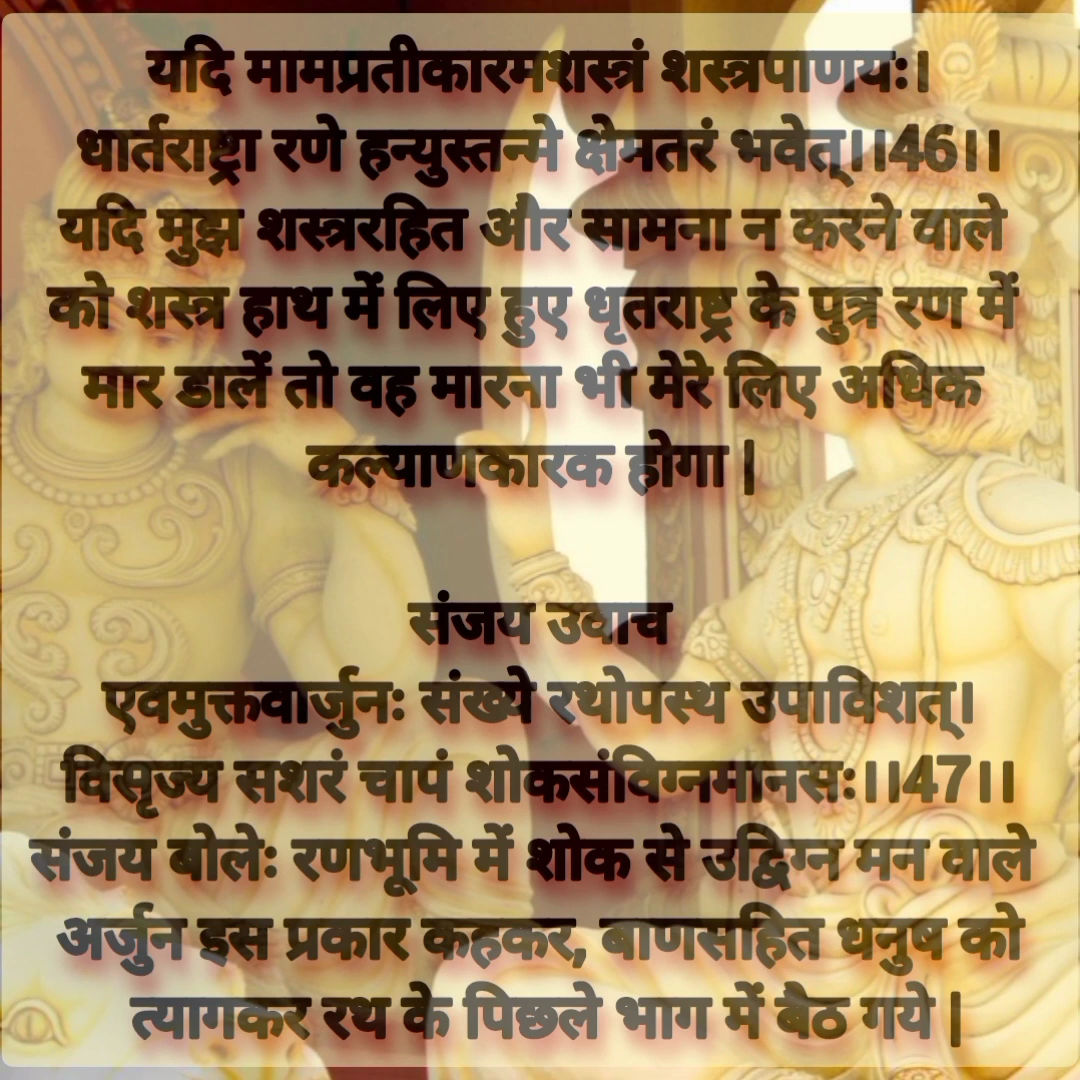 यदि मामप्रतीकारमशस्त्रं शस्त्रपाणयः।
धार्तराष्ट्रा रणे हन्युस्तन्मे क्षेमतरं भवेत्।।46।।
यदि मुझ शस्त्ररहित और सामना न करने वाले
को शस्त्र हाथ में लिए हुए धृतराष्ट्र के पुत्र रण में
मार डालें तो वह मारना भी मेरे लिए अधिक
कल्याणकारक होगा |
संजय उवाच
एवमुक्तवार्जुनः संख्ये रथोपस्थ उपाविशत्।
विसृज्य सशरं चापं शोकसंविग्नमानसः।।47।।
संजय बोलेः रणभूमि में शोक से उद्विग्न मन वाले
अर्जुन इस प्रकार कहकर, बाणसहित धनुष को
त्यागकर रथ के पिछले भाग में बैठ गये |